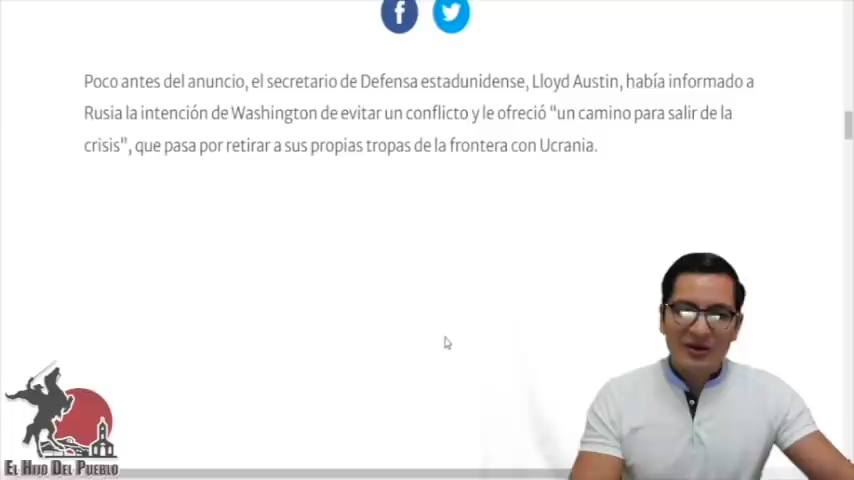 Poco antes del anuncio, el secretario de Defensa estadunidense, Lloyd Austin, había informado a
Rusia la intención de Washington de evitar un conflicto y le ofreció “un camino para salir de la
crisis”, que pasa por retirar a sus propias tropas de la frontera con Ucrania.
EL HIJO DEL PUEBLO